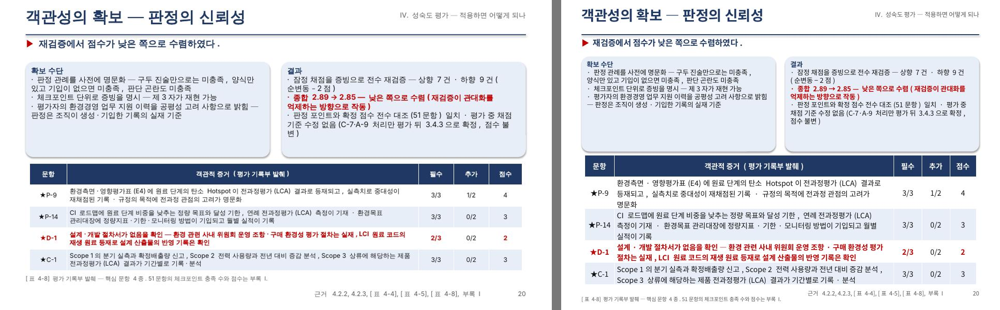 객관성의 확보 — 판정의 신뢰성
IV. 성숙도 평가 — 적용하면 어떻게 되나
▶ 재검증에서 점수가 낮은 쪽으로 수렴하였다 .
확보 수단
· 판정 관례를 사전에 명문화 — 구두 진술만으로는 미충족 , 양식만
있고 기입이 없으면 미충족 , 판단 곤란도 미충족
· 체크포인트 단위로 증빙을 명시 — 제 3 자가 재현 가능
· 평가자의 환경경영 업무 지원 이력을 공평성 고려 사항으로 밝힘 —
판정은 조직이 생성 · 기입한 기록의 실재 기준
결과
· 잠정 채점을 증빙으로 전수 재검증 — 상향 7 건 · 하향 9 건 (
순변동 – 2 점 )
· 종합 2.89 → 2.85 — 낮은 쪽으로 수렴 ( 재검증이 관대화를
억제하는 방향으로 작동 )
· 판정 포인트와 확정 점수 전수 대조 (51 문항 ) 일치 · 평가 중 채점
기준 수정 없음 (C-7·A-9 처리만 평가 뒤 3.4.3 으로 확정 , 점수 불
변 )
문항 객관적 증거 ( 평가 기록부 발췌 ) 필수 추가 점수
★P-9 환경측면 · 영향평가표 (E4) 에 원료 단계의 탄소 Hotspot 이 전과정평가 (LCA) 결과로 등재되고 , 실측치로 중대성이 3/3 1/2 4
재채점된 기록 · 규정의 목적에 전과정 관점의 고려가 명문화
★P-14 CI 로드맵에 원료 단계 비중을 낮추는 정량 목표와 달성 기한 , 연례 전과정평가 (LCA) 측정이 기재 · 환경목표 3/3 0/2 3
관리대장에 정량지표 · 기한 · 모니터링 방법이 기입되고 월별 실적이 기록
★D-1 설계 · 개발 절차서가 없음을 확인 — 환경 관련 사내 위원회 운영 조항 · 구매 환경성 평가 절차는 실재 , LCI 원료 코드의 2/3 0/2 2
재생 원료 등재로 설계 산출물의 반영 기록은 확인
★C-1 Scope 1 의 분기 실측과 확정배출량 신고 , Scope 2 전력 사용량과 전년 대비 증감 분석 , Scope 3 상류에 해당하는 제품 3/3 0/2 3
전과정평가 (LCA) 결과가 기간별로 기록 · 분석
[ 표 4-8] 평가 기록부 발췌 — 핵심 문항 4 종 . 51 문항의 체크포인트 충족 수와 점수는 부록 I.
근거 4.2.2, 4.2.3, [ 표 4-4], [ 표 4-5], [ 표 4-8], 부록 I 20
객관성의 확보 — 판정의 신뢰성
IV. 성숙도 평가 — 적용하면 어떻게 되나
▶ 재검증에서 점수가 낮은 쪽으로 수렴하였다 .
확보 수단
· 판정 관례를 사전에 명문화 — 구두 진술만으로는 미충족 ,
양식만 있고 기입이 없으면 미충족 , 판단 곤란도 미충족
· 체크포인트 단위로 증빙을 명시 — 제 3 자가 재현 가능
· 평가자의 환경경영 업무 지원 이력을 공평성 고려 사항으로 밝힘
— 판정은 조직이 생성 · 기입한 기록의 실재 기준
결과
· 잠정 채점을 증빙으로 전수 재검증 — 상향 7 건 · 하향 9 건
( 순변동 – 2 점 )
· 종합 2.89 → 2.85 — 낮은 쪽으로 수렴 ( 재검증이 관대화를
억제하는 방향으로 작동 )
· 판정 포인트와 확정 점수 전수 대조 (51 문항 ) 일치 · 평가 중
채점 기준 수정 없음 (C-7·A-9 처리만 평가 뒤 3.4.3 으로 확정 ,
점수 불변 )
문항 객관적 증거 ( 평가 기록부 발췌 ) 필수 추가 점수
환경측면 · 영향평가표 (E4) 에 원료 단계의 탄소 Hotspot 이 전과정평가 (LCA) 결과로
★P-9 등재되고 , 실측치로 중대성이 재채점된 기록 · 규정의 목적에 전과정 관점의 고려가 3/3 1/2 4
명문화
CI 로드맵에 원료 단계 비중을 낮추는 정량 목표와 달성 기한 , 연례 전과정평가 (LCA)
★P-14 측정이 기재 · 환경목표 관리대장에 정량지표 · 기한 · 모니터링 방법이 기입되고 월별 3/3 0/2 3
실적이 기록
★D-1 설계 · 개발 절차서가 없음을 확인 — 환경 관련 사내 위원회 운영 조항 · 구매 환경성 평가 2/3 0/2 2
절차는 실재 , LCI 원료 코드의 재생 원료 등재로 설계 산출물의 반영 기록은 확인
★C-1 Scope 1 의 분기 실측과 확정배출량 신고 , Scope 2 전력 사용량과 전년 대비 증감 분석 , 3/3 0/2 3
Scope 3 상류에 해당하는 제품 전과정평가 (LCA) 결과가 기간별로 기록 · 분석
근거 4.2.2, 4.2.3, [ 표 4-4], [ 표 4-5], [ 표 4-8], 부록 I 20
[ 표 4-8] 평가 기록부 발췌 — 핵심 문항 4 종 . 51 문항의 체크포인트 충족 수와 점수는 부록 I.